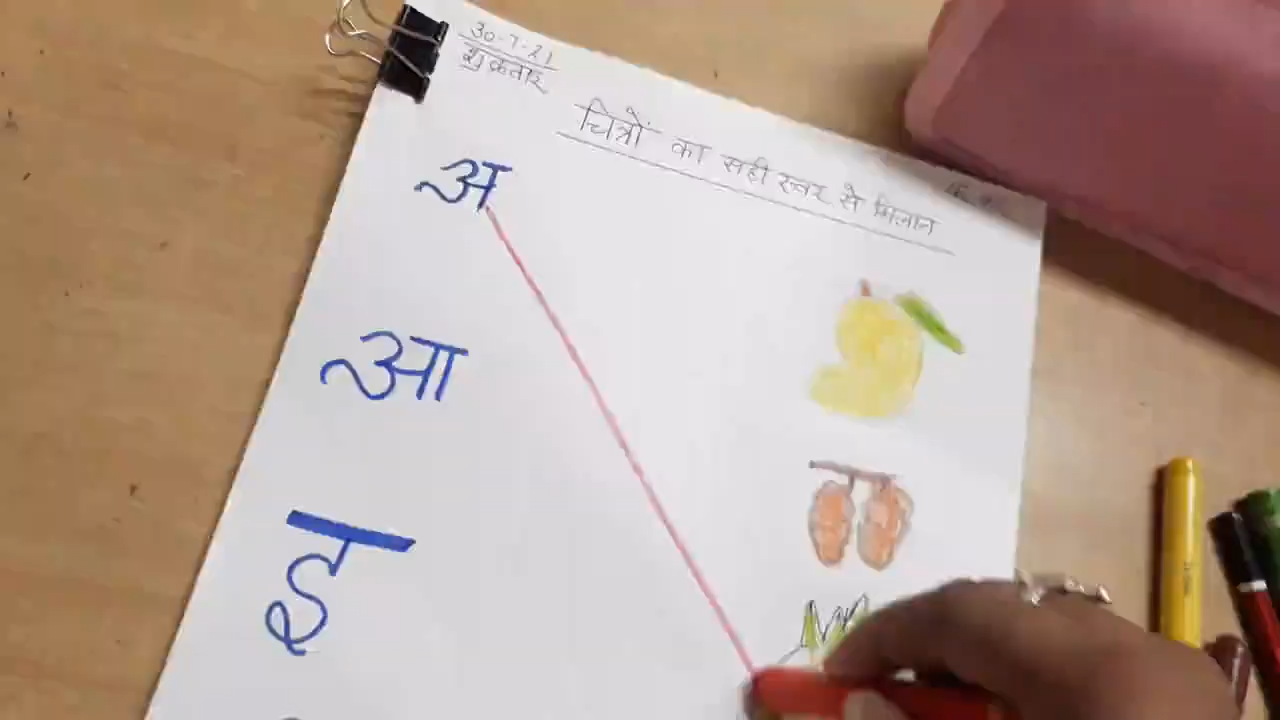 30-7-21
शुक्रवार
चित्रों का सही स्वर से मिलान
अ
आ
इ